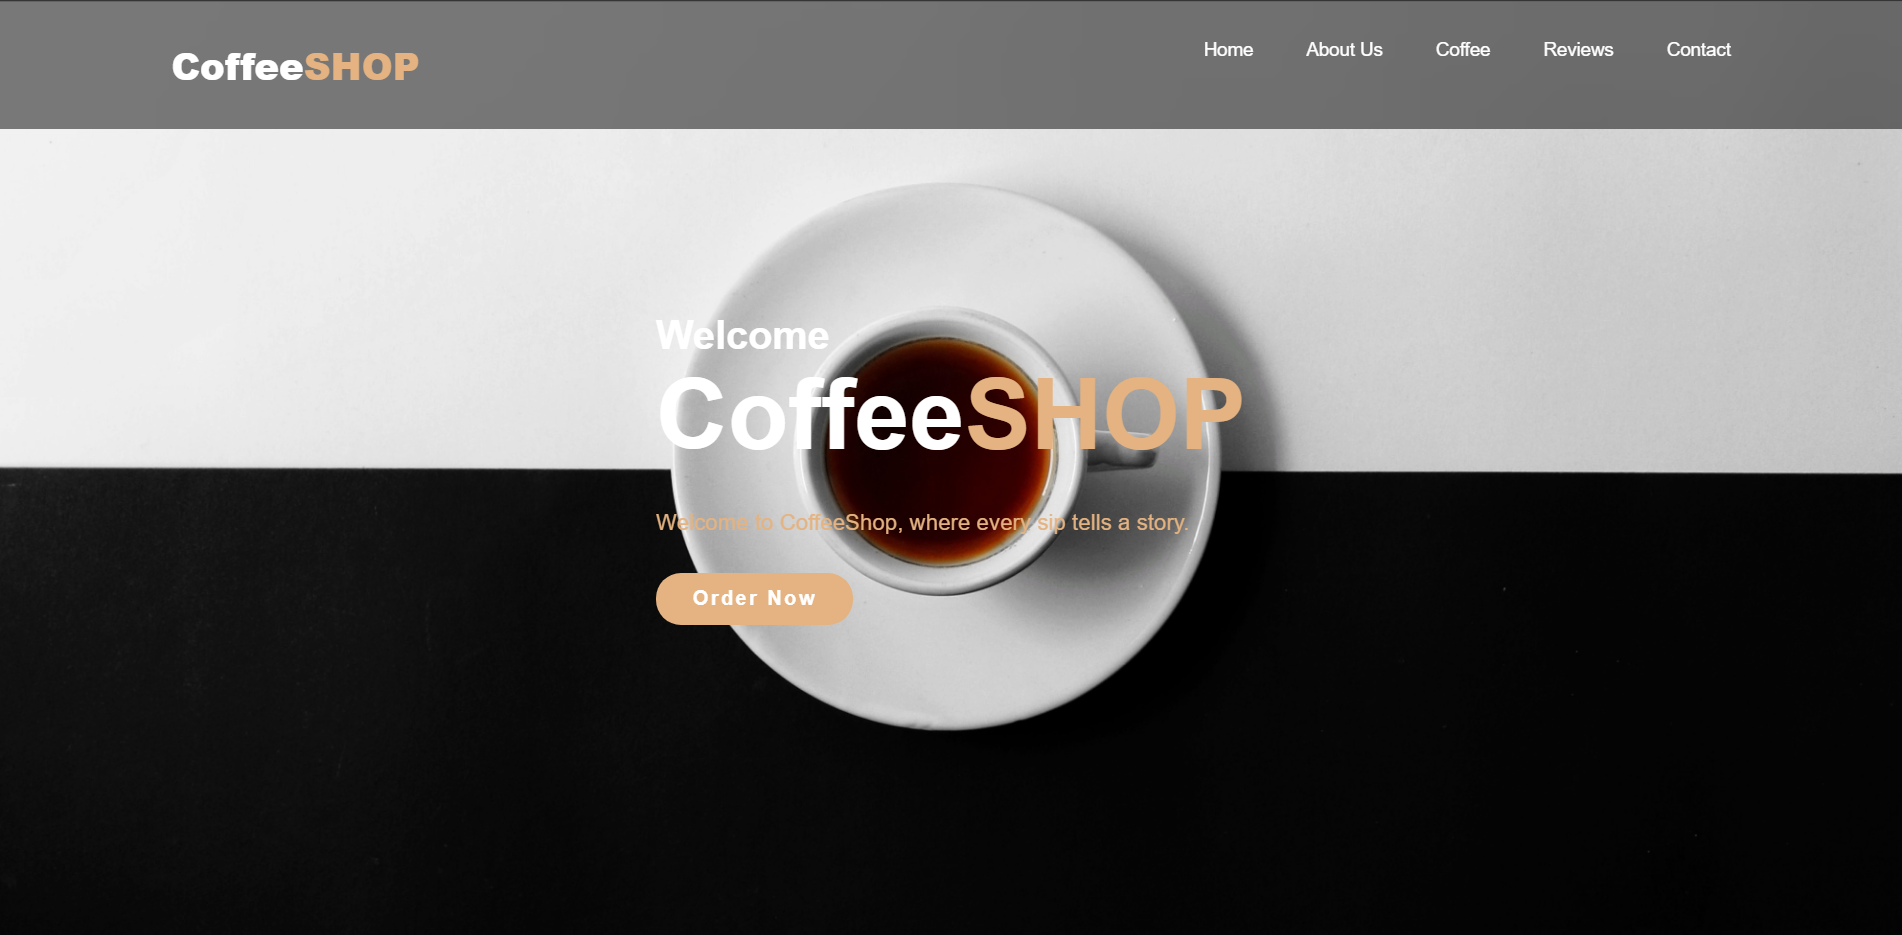 CoffeeSHOP
Home About Us Coffee Reviews Contact
Welcome
CoffeeSHOP
Welcome to CoffeeShop, where every sip tells a story.
Order Now